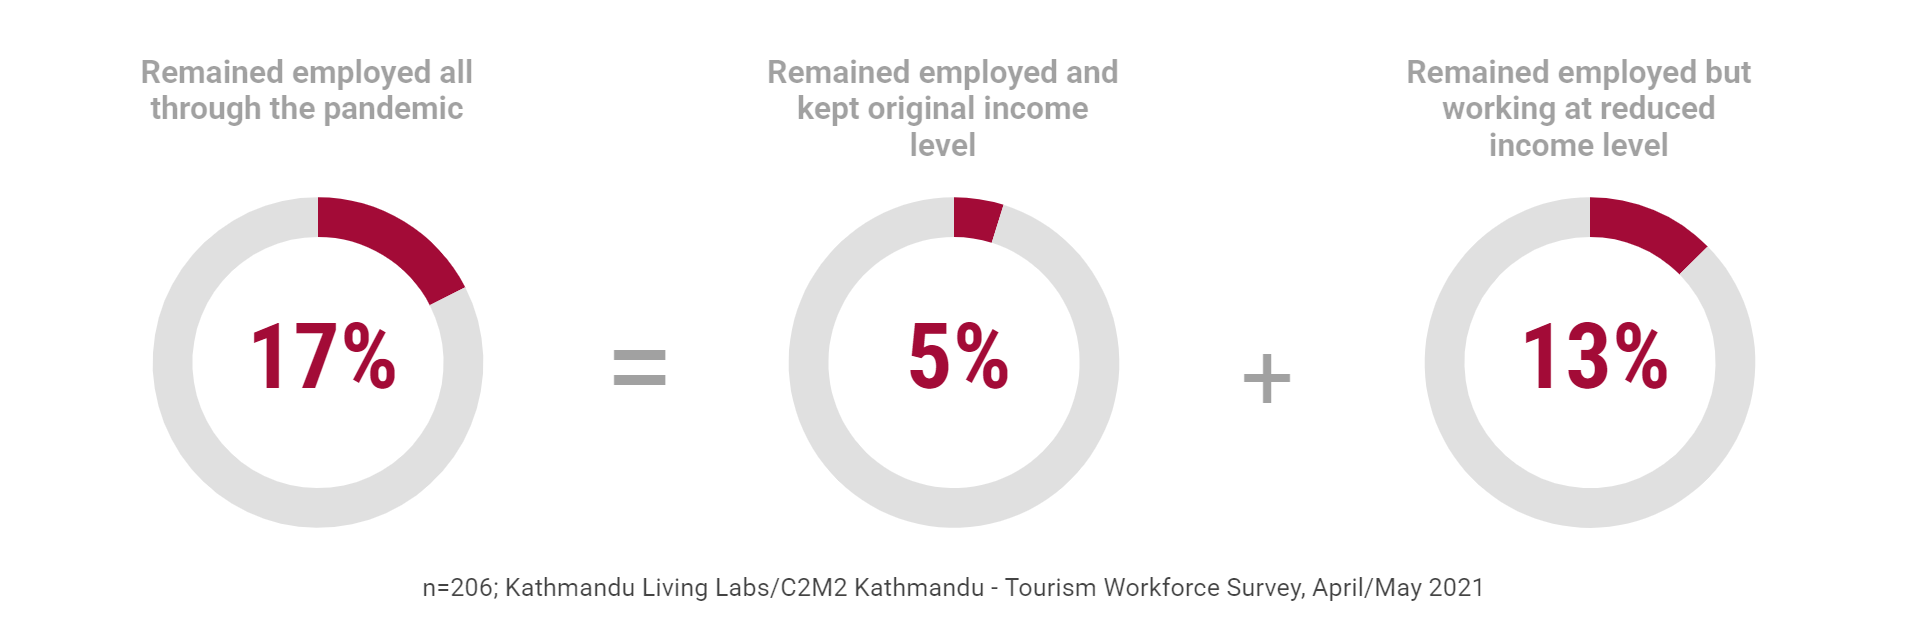 Remained employed all
through the pandemic
Remained employed and
kept original income
level
Remained employed but
working at reduced
income level
17%
=
5%
+
13%
n=206; Kathmandu Living Labs/C2M2 Kathmandu - Tourism Workforce Survey, April/May 2021